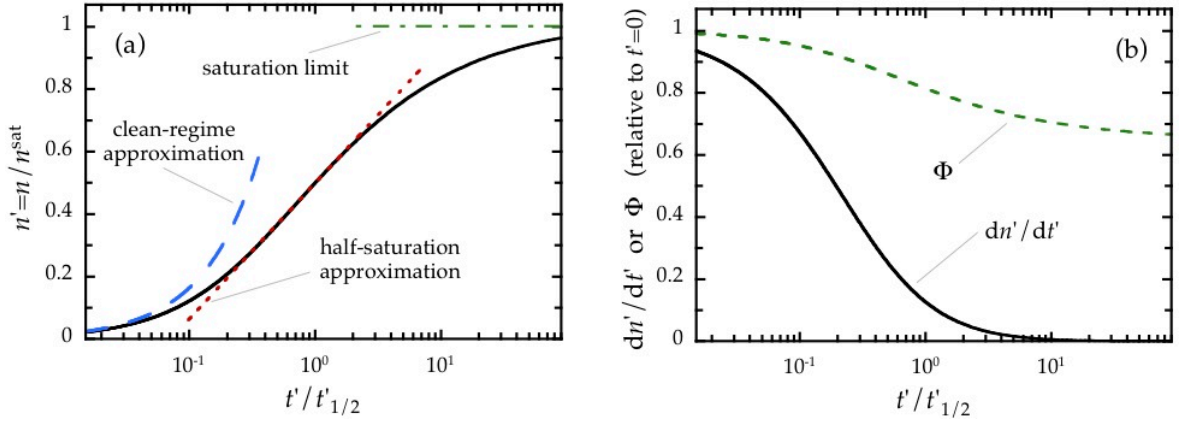 1
(a)
saturation limit
0.8
clean-regime
approximation
0.6
n'=n/n^sat
0.4
half-saturation
approximation
0.2
0
10^-1 10^0 10^1
t'/t'_1/2
1
(b)
0.8
0.6
Φ
dn'/dt' or Φ (relative to t'=0)
0.4
dn'/dt'
0.2
0
10^-1 10^0 10^1
t'/t'_1/2